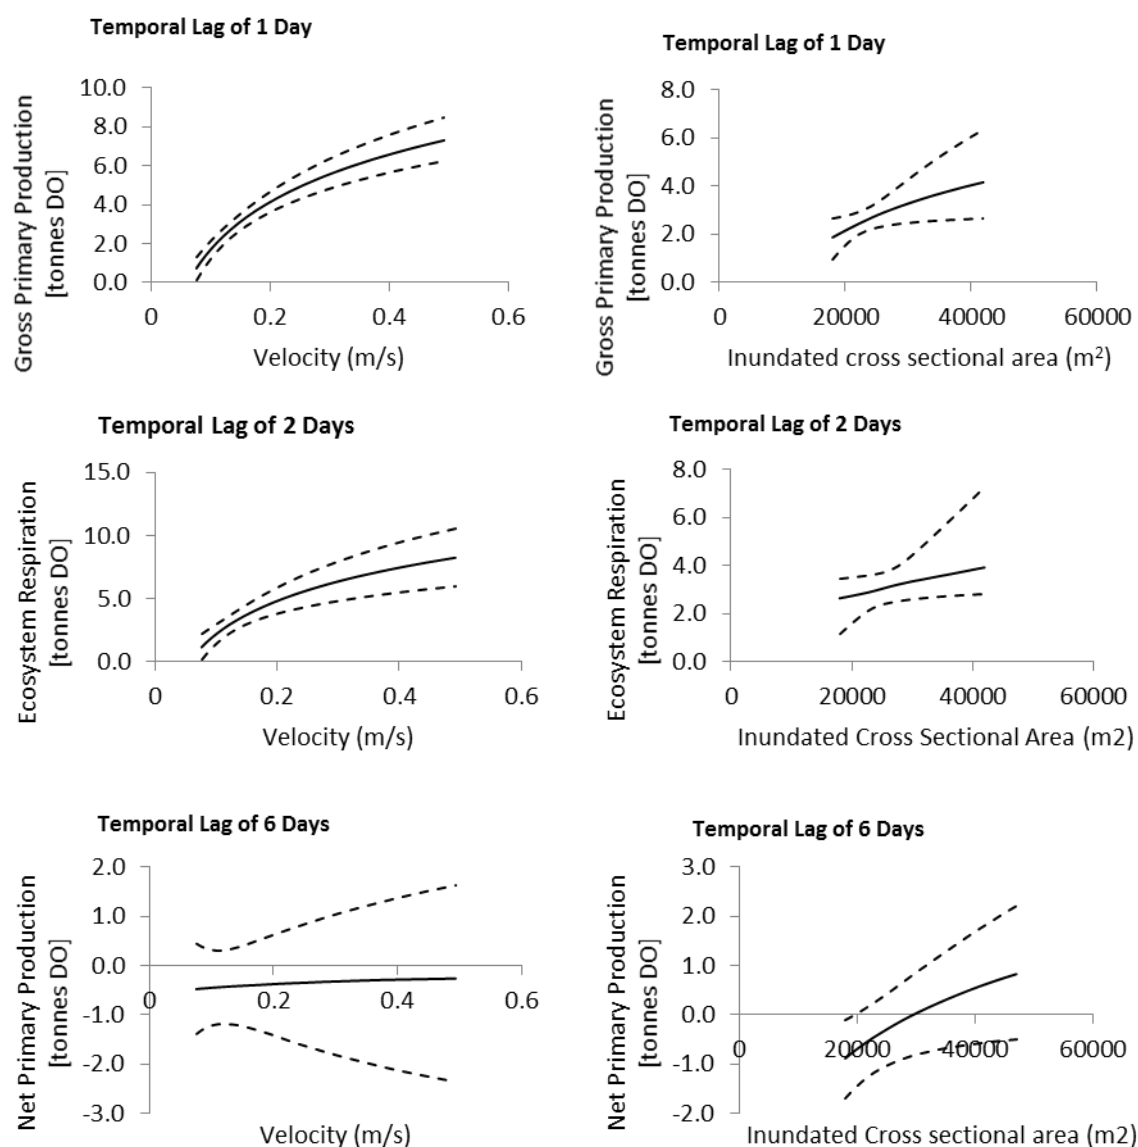 Temporal Lag of 1 Day
Gross Primary Production
[tonnes DO]
10.0
8.0
6.0
4.0
2.0
0.0
0 0.2 0.4 0.6
Velocity (m/s)
Temporal Lag of 1 Day
Gross Primary Production
[tonnes DO]
8.0
6.0
4.0
2.0
0.0
0 20000 40000 60000
Inundated cross sectional area (m²)
Temporal Lag of 2 Days
Ecosystem Respiration
[tonnes DO]
15.0
10.0
5.0
0.0
0 0.2 0.4 0.6
Velocity (m/s)
Temporal Lag of 2 Days
Ecosystem Respiration
[tonnes DO]
8.0
6.0
4.0
2.0
0.0
0 20000 40000 60000
Inundated Cross Sectional Area (m2)
Temporal Lag of 6 Days
Net Primary Production
[tonnes DO]
2.0
1.0
0.0
-1.0
-2.0
-3.0
0 0.2 0.4 0.6
Velocity (m/s)
Temporal Lag of 6 Days
Net Primary Production
[tonnes DO]
3.0
2.0
1.0
0.0
-1.0
-2.0
0 20000 40000 60000
Inundated Cross sectional area (m2)